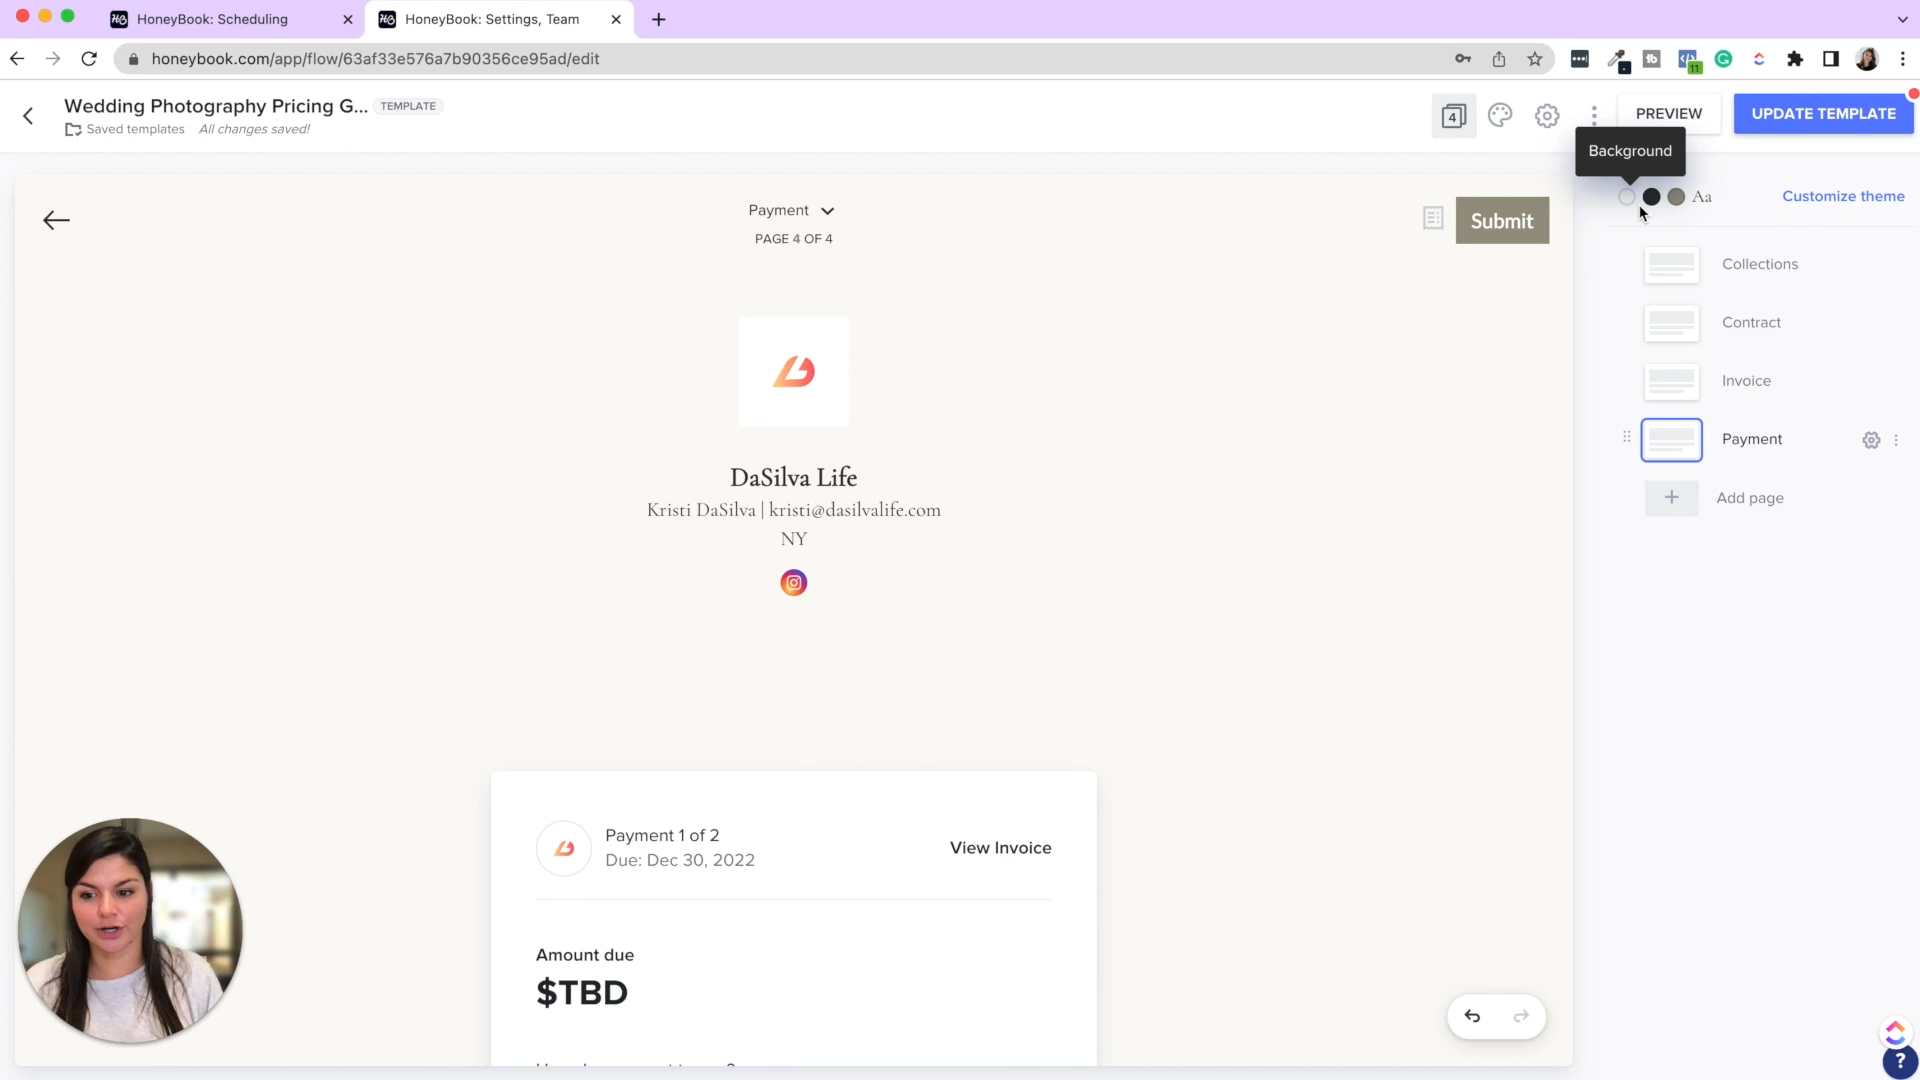 HoneyBook: Scheduling
HoneyBook: Settings, Team
honeybook.com/app/flow/63af33e576a7b90356ce95ad/edit
11
Wedding Photography Pricing G... TEMPLATE
Saved templates All changes saved!
4
PREVIEW
UPDATE TEMPLATE
Background
Aa
Customize theme
Payment
PAGE 4 OF 4
Submit
Collections
Contract
Invoice
Payment
Add page
DaSilva Life
Kristi DaSilva | kristi@dasilvalife.com
NY
Payment 1 of 2
Due: Dec 30, 2022
View Invoice
Amount due
$TBD
?